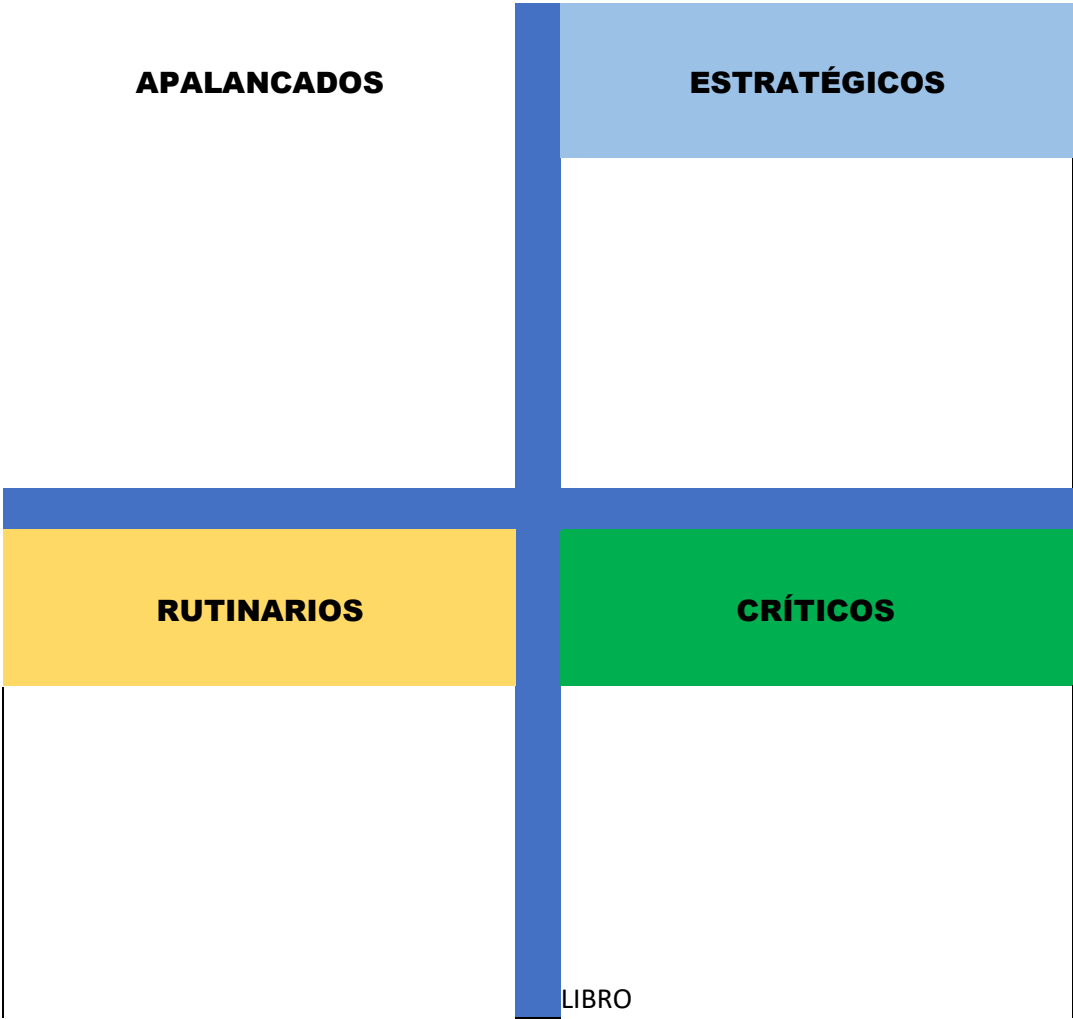 APALANCADOS
ESTRATÉGICOS
RUTINARIOS
CRÍTICOS
LIBRO